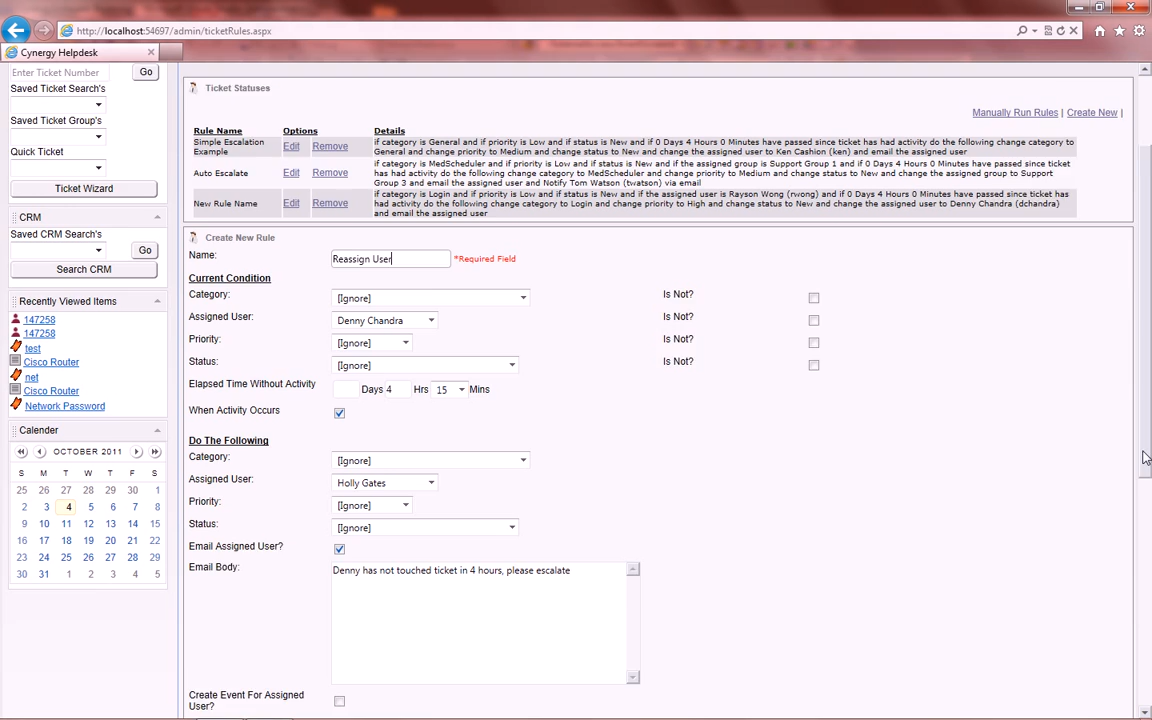 http://localhost:54697/admin/ticketRules.aspx
Cynergy Helpdesk
Enter Ticket Number
Go
Saved Ticket Search's
Saved Ticket Group's
Quick Ticket
Ticket Wizard
CRM
Saved CRM Search's
Go
Search CRM
Recently Viewed Items
147258
147258
test
Cisco Router
net
Cisco Router
Network Password
Calender
OCTOBER 2011
S M T W T F S
25 26 27 28 29 30 1
2 3 4 5 6 7 8
9 10 11 12 13 14 15
16 17 18 19 20 21 22
23 24 25 26 27 28 29
30 31 1 2 3 4 5
Ticket Statuses
Manually Run Rules | Create New |
Rule Name Options Details
Simple Escalation
Example
Edit Remove
if category is General and if priority is Low and if status is New and if 0 Days 4 Hours 0 Minutes have passed since ticket has had activity do the following change category to
General and change priority to Medium and change status to New and change the assigned user to Ken Cashion (ken) and email the assigned user
Auto Escalate
Edit Remove
if category is MedScheduler and if priority is Low and if status is New and if the assigned group is Support Group 1 and if 0 Days 4 Hours 0 Minutes have passed since ticket
has had activity do the following change category to MedScheduler and change priority to Medium and change status to New and change the assigned group to Support
Group 3 and email the assigned user and Notify Tom Watson (twatson) via email
New Rule Name
Edit Remove
if category is Login and if priority is Low and if status is New and if the assigned user is Rayson Wong (rwong) and if 0 Days 4 Hours 0 Minutes have passed since ticket has
had activity do the following change category to Login and change priority to High and change status to New and change the assigned user to Denny Chandra (dchandra)
and email the assigned user
Create New Rule
Name: Reassign User *Required Field
Current Condition
Category: [Ignore] Is Not?
Assigned User: Denny Chandra Is Not?
Priority: [Ignore] Is Not?
Status: [Ignore] Is Not?
Elapsed Time Without Activity Days 4 Hrs 15 Mins
When Activity Occurs
Do The Following
Category: [Ignore]
Assigned User: Holly Gates
Priority: [Ignore]
Status: [Ignore]
Email Assigned User?
Email Body: Denny has not touched ticket in 4 hours, please escalate
Create Event For Assigned
User?